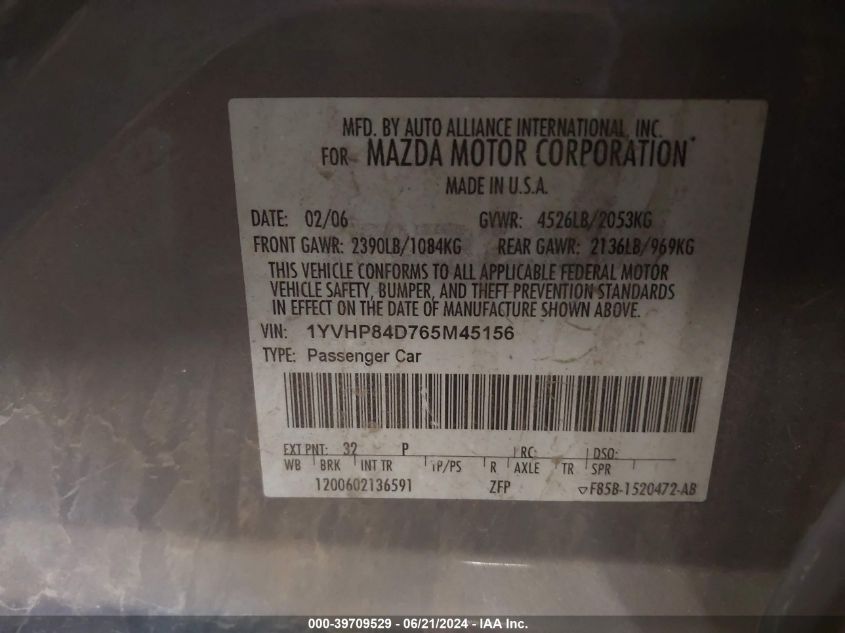 MFD. BY AUTO ALLIANCE INTERNATIONAL, INC.
FOR MAZDA MOTOR CORPORATION
MADE IN U.S.A.
DATE: 02/06 GVWR: 4526LB/2053KG
FRONT GAWR: 2390LB/1084KG REAR GAWR: 2136LB/969KG
THIS VEHICLE CONFORMS TO ALL APPLICABLE FEDERAL MOTOR
VEHICLE SAFETY, BUMPER, AND THEFT PREVENTION STANDARDS
IN EFFECT ON THE DATE OF MANUFACTURE SHOWN ABOVE.
VIN: 1YVHP84D765M45156
TYPE: Passenger Car
EXT PNT: 32 P RC: DSO:
WB BRK INT TR TP/PS R AXLE TR SPR
1200602136591 ZFP ▽F85B-1520472-AB
000-39709529 - 06/21/2024 - IAA Inc.